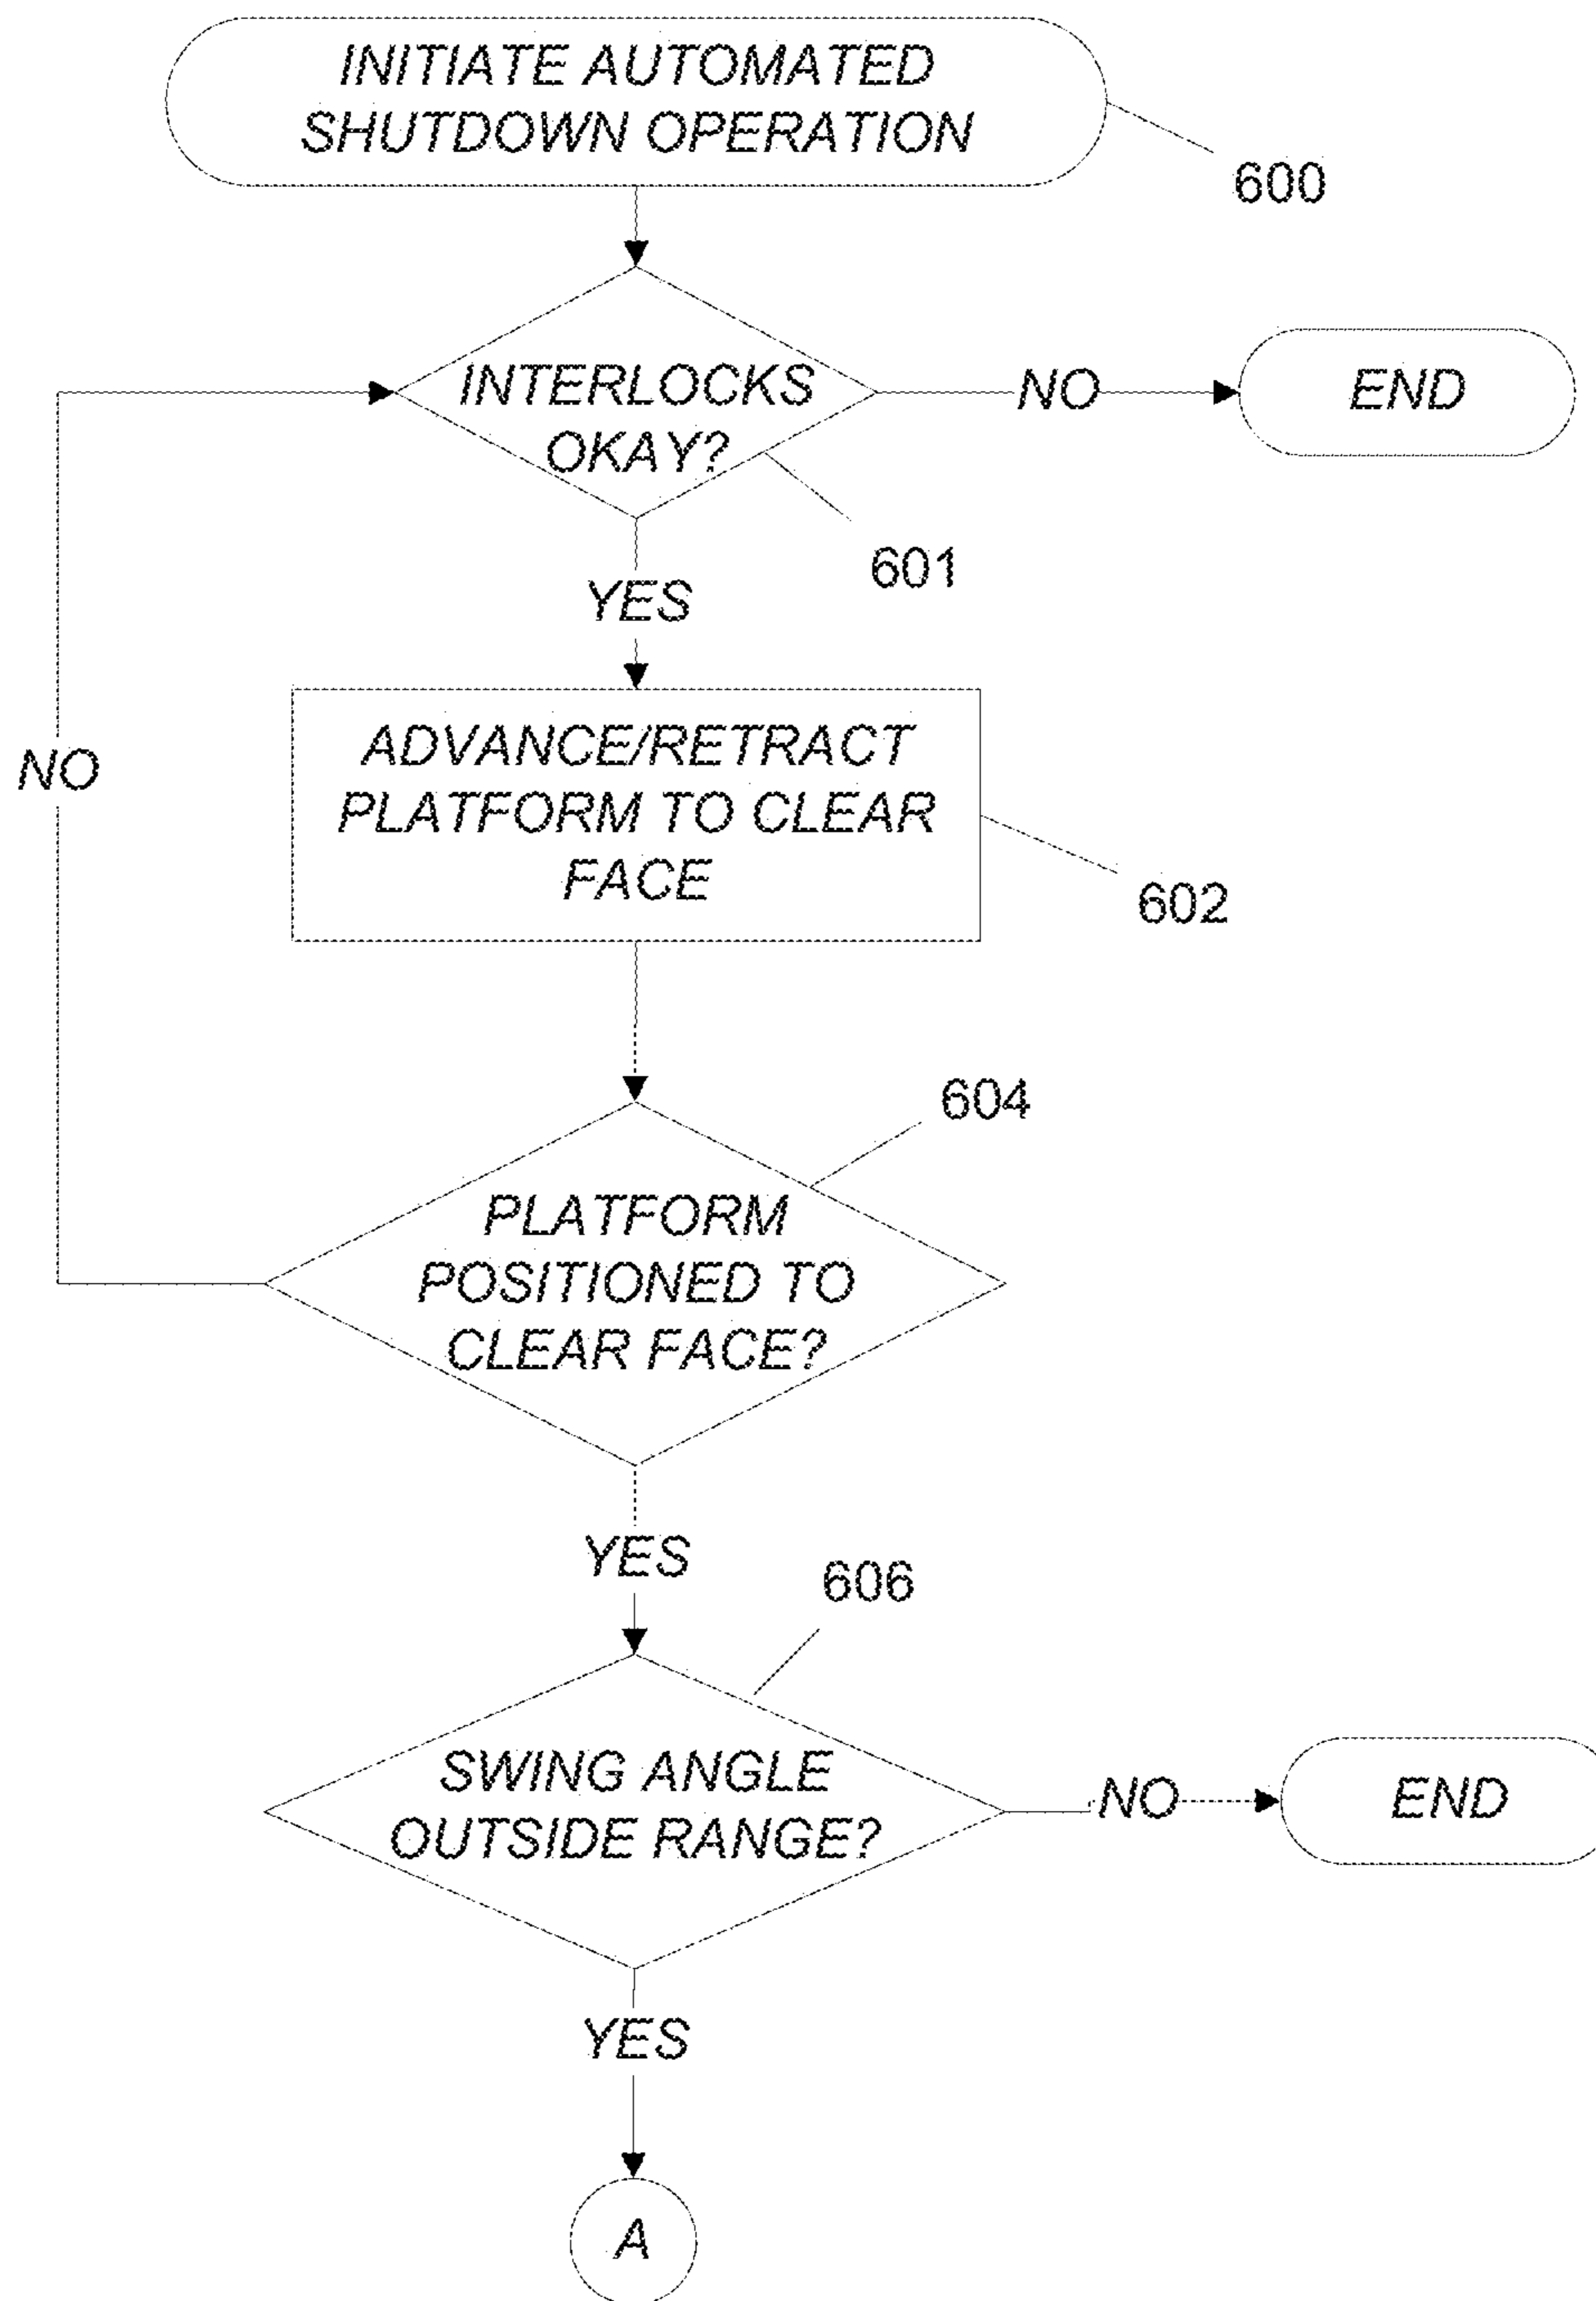 INITIATE AUTOMATED
SHUTDOWN OPERATION
600
INTERLOCKS
OKAY?
NO
END
601
YES
ADVANCE/RETRACT
PLATFORM TO CLEAR
FACE
NO
602
604
PLATFORM
POSITIONED TO
CLEAR FACE?
YES
606
SWING ANGLE
OUTSIDE RANGE?
NO
END
YES
A